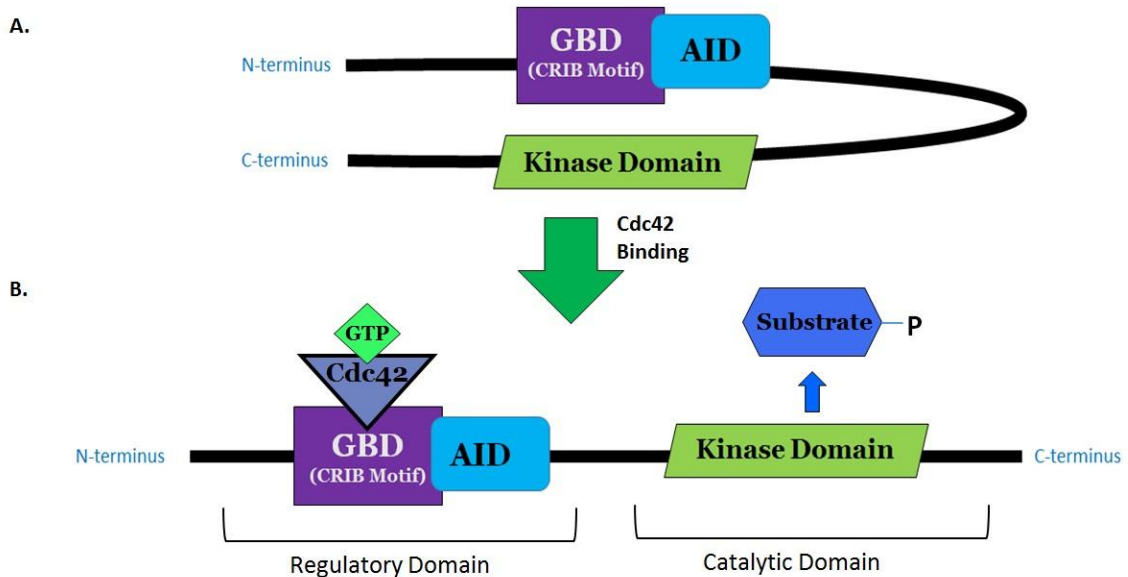 A.
N-terminus
GBD
(CRIB Motif)
AID
C-terminus
Kinase Domain
Cdc42
Binding
B.
GTP
Cdc42
Substrate
P
N-terminus
GBD
(CRIB Motif)
AID
Kinase Domain
C-terminus
Regulatory Domain
Catalytic Domain